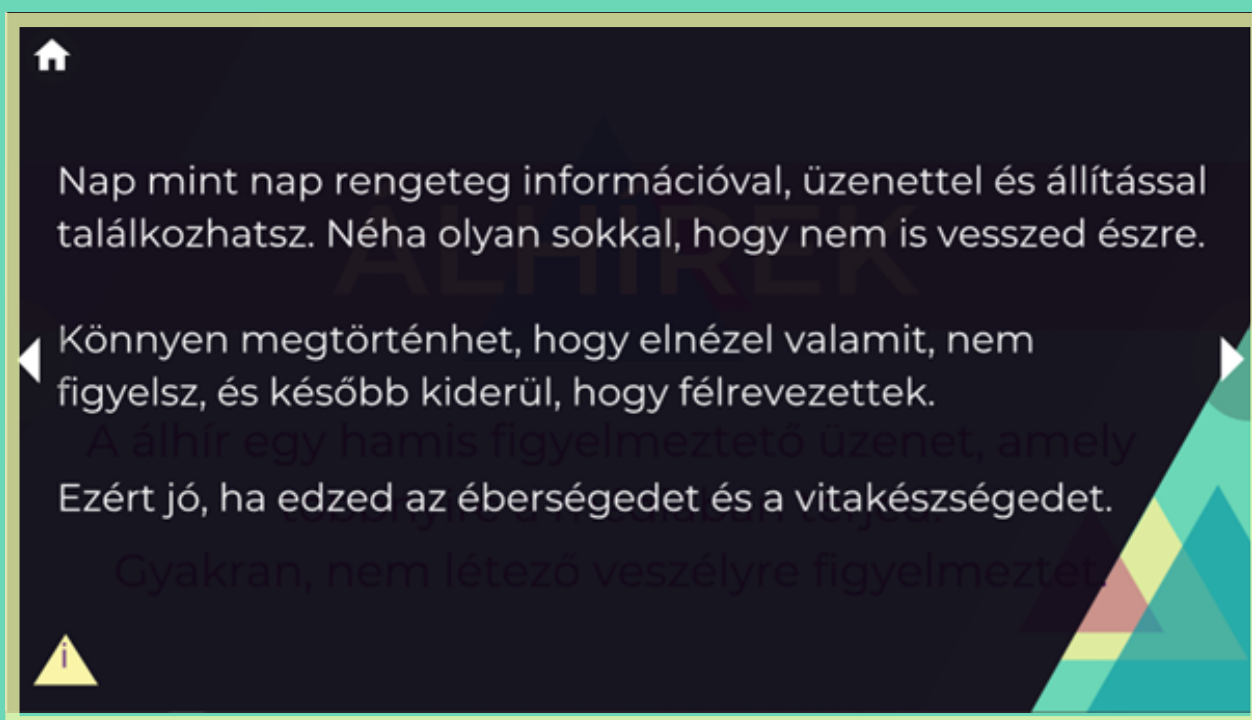 Nap mint nap rengeteg információval, üzenettel és állítással
találkozhatsz. Néha olyan sokkal, hogy nem is vesszed észre.
ALHÍREK
Könnyen megtörténhet, hogy elnézel valamit, nem
figyelsz, és később kiderül, hogy félrevezettek.
A álhír egy hamis figyelmeztető üzenet, amely
Ezért jó, ha edzed az éberségedet és a vitakészségedet.
Gyakran, nem létező veszélyre figyelmeztet.
i